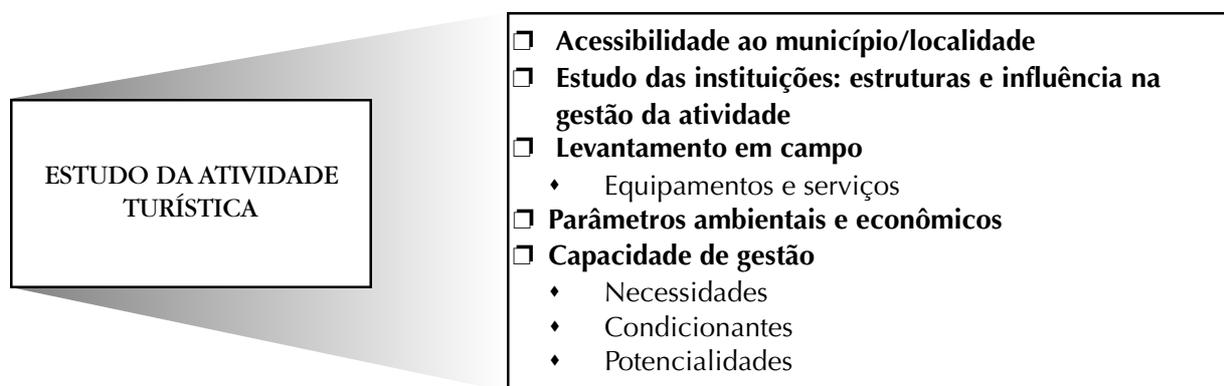 ESTUDO DA ATIVIDADE
TURÍSTICA
❐ Acessibilidade ao município/localidade
❐ Estudo das instituições: estruturas e influência na
gestão da atividade
❐ Levantamento em campo
♦ Equipamentos e serviços
❐ Parâmetros ambientais e econômicos
❐ Capacidade de gestão
♦ Necessidades
♦ Condicionantes
♦ Potencialidades